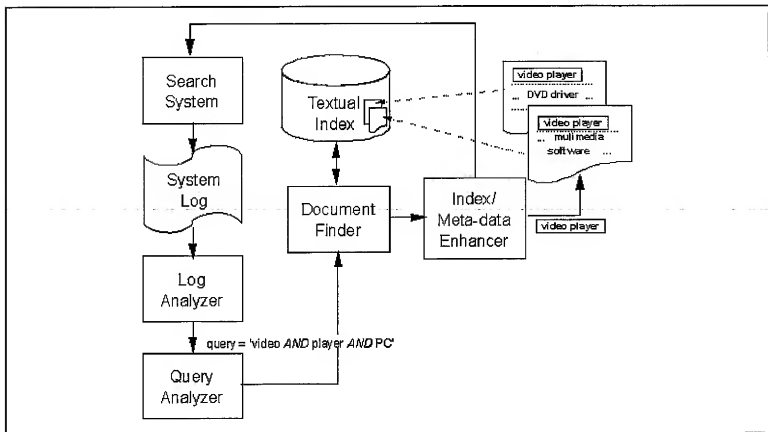 Search
System
System
Log
Log
Analyzer
query = 'video AND player AND PC'
Query
Analyzer
Textual
Index
Document
Finder
Index/
Meta-data
Enhancer
video player
... DVD driver ...
video player
... mulimedia
software ...
video player